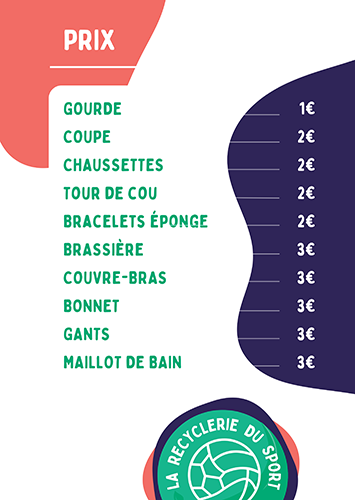 PRIX
GOURDE 1€
COUPE 2€
CHAUSSETTES 2€
TOUR DE COU 2€
BRACELETS ÉPONGE 2€
BRASSIÈRE 3€
COUVRE-BRAS 3€
BONNET 3€
GANTS 3€
MAILLOT DE BAIN 3€
LA RECYCLERIE DU SPORT